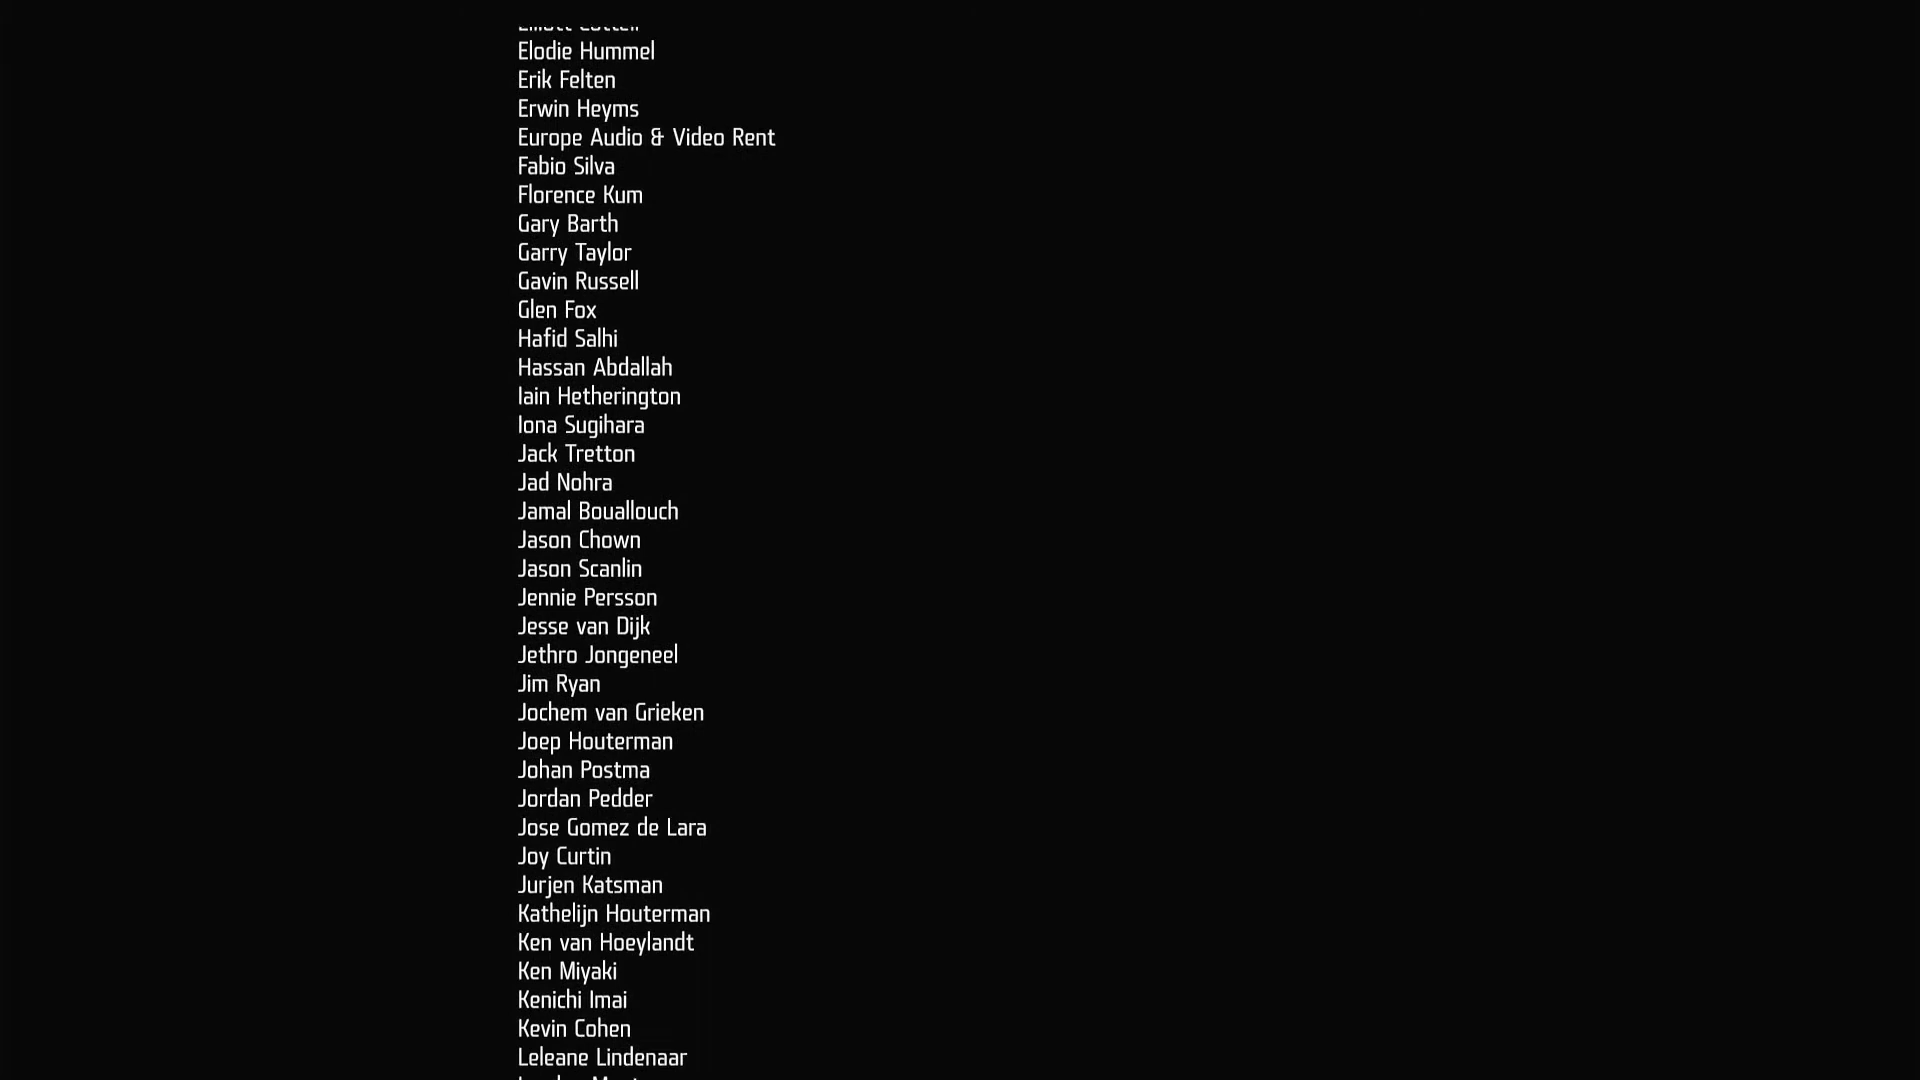 Elodie Hummel
Erik Felten
Erwin Heyms
Europe Audio & Video Rent
Fabio Silva
Florence Kum
Gary Barth
Garry Taylor
Gavin Russell
Glen Fox
Hafid Salhi
Hassan Abdallah
Iain Hetherington
Iona Sugihara
Jack Tretton
Jad Nohra
Jamal Bouallouch
Jason Chown
Jason Scanlin
Jennie Persson
Jesse van Dijk
Jethro Jongeneel
Jim Ryan
Jochem van Grieken
Joep Houterman
Johan Postma
Jordan Pedder
Jose Gomez de Lara
Joy Curtin
Jurjen Katsman
Kathelijn Houterman
Ken van Hoeylandt
Ken Miyaki
Kenichi Imai
Kevin Cohen
Leleane Lindenaar